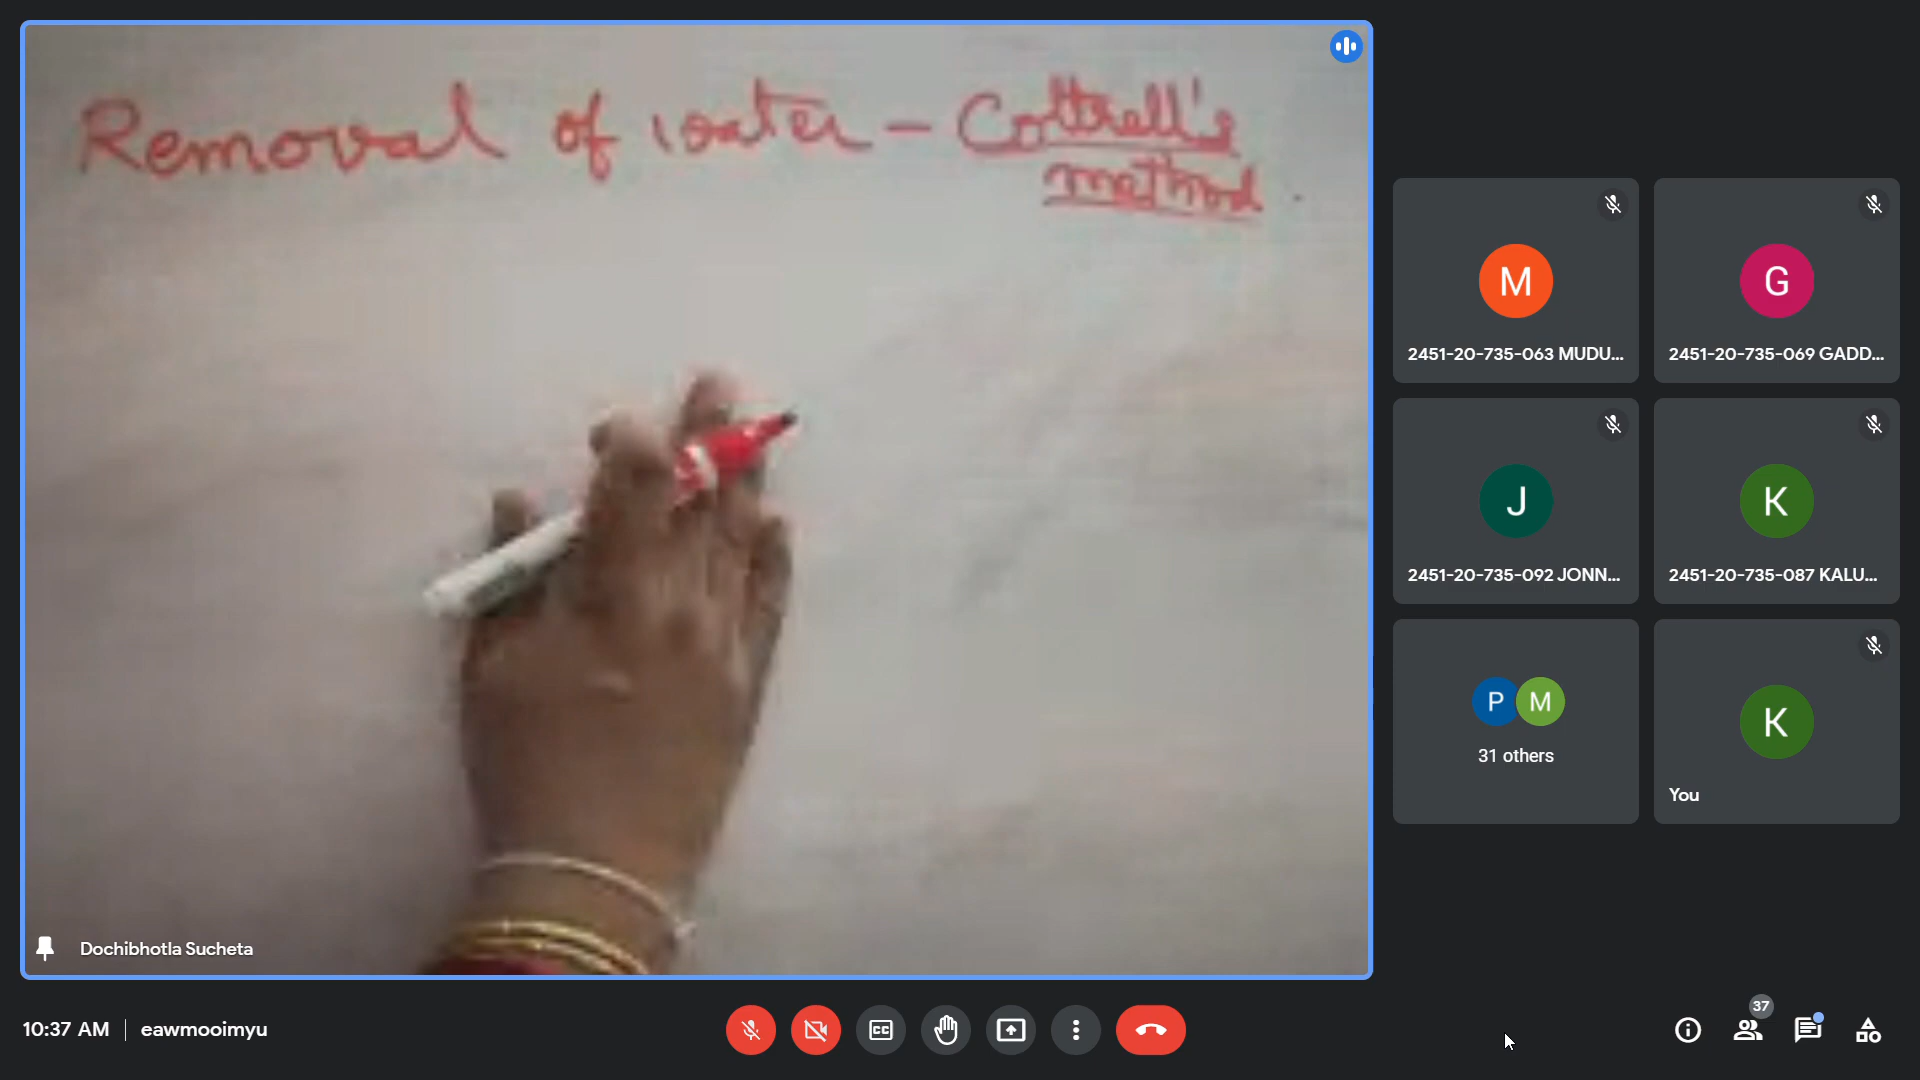 Removal of water - Cottrell's
method.
2451-20-735-063 MUDU...
2451-20-735-069 GADD...
2451-20-735-092 JONN...
2451-20-735-087 KALU...
M
G
J
K
P M
31 others
K
You
Dochibhotla Sucheta
10:37 AM | eawmooimyu
CC
37